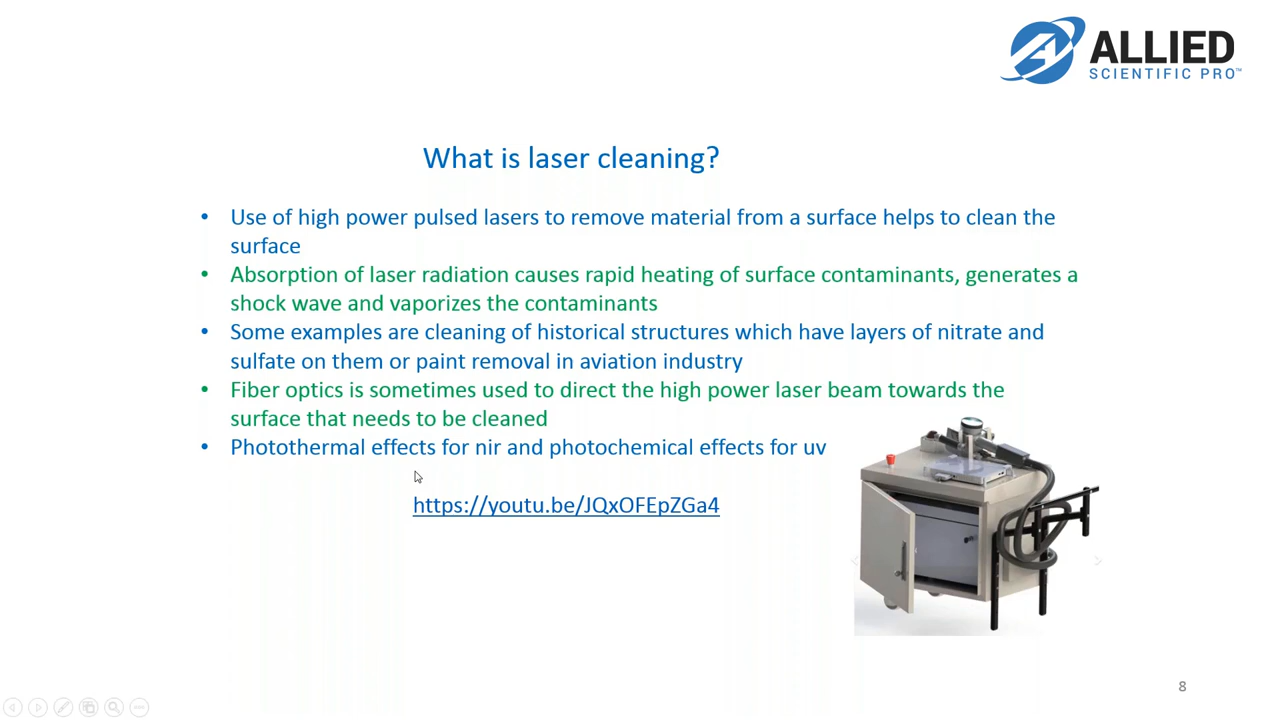 ALLIED
SCIENTIFIC PRO™
What is laser cleaning?
• Use of high power pulsed lasers to remove material from a surface helps to clean the
surface
• Absorption of laser radiation causes rapid heating of surface contaminants, generates a
shock wave and vaporizes the contaminants
• Some examples are cleaning of historical structures which have layers of nitrate and
sulfate on them or paint removal in aviation industry
• Fiber optics is sometimes used to direct the high power laser beam towards the
surface that needs to be cleaned
• Photothermal effects for nir and photochemical effects for uv
https://youtu.be/JQxOFEpZGa4
8